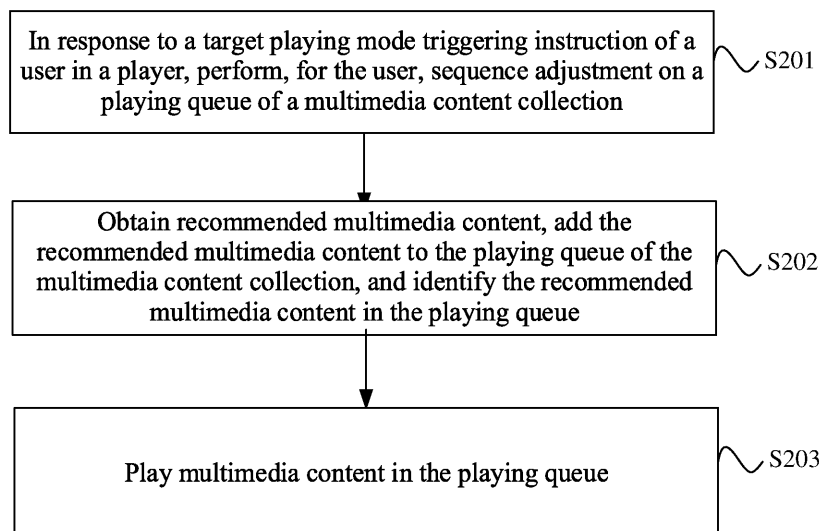 In response to a target playing mode triggering instruction of a
user in a player, perform, for the user, sequence adjustment on a
playing queue of a multimedia content collection
S201
Obtain recommended multimedia content, add the
recommended multimedia content to the playing queue of the
multimedia content collection, and identify the recommended
multimedia content in the playing queue
S202
Play multimedia content in the playing queue
S203